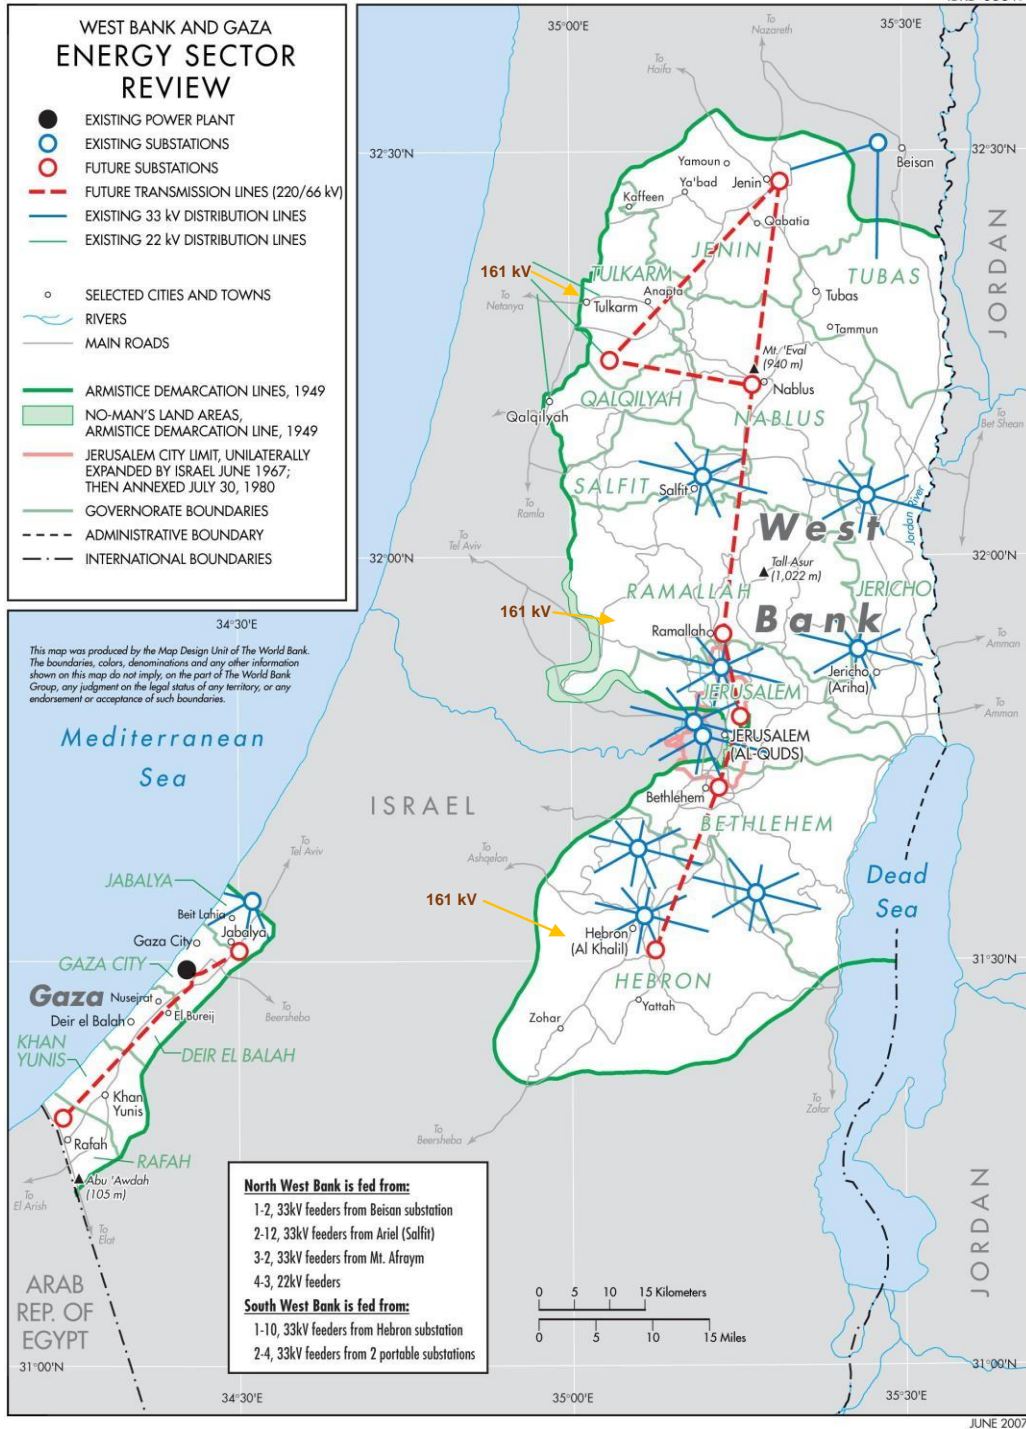 WEST BANK AND GAZA
ENERGY SECTOR
REVIEW
EXISTING POWER PLANT
EXISTING SUBSTATIONS
FUTURE SUBSTATIONS
FUTURE TRANSMISSION LINES (220/66 kV)
EXISTING 33 kV DISTRIBUTION LINES
EXISTING 22 kV DISTRIBUTION LINES
SELECTED CITIES AND TOWNS
RIVERS
MAIN ROADS
ARMISTICE DEMARCATION LINES, 1949
NO-MAN'S LAND AREAS,
ARMISTICE DEMARCATION LINE, 1949
JERUSALEM CITY LIMIT, UNILATERALLY
EXPANDED BY ISRAEL JUNE 1967;
THEN ANNEXED JULY 30, 1980
GOVERNORATE BOUNDARIES
ADMINISTRATIVE BOUNDARY
INTERNATIONAL BOUNDARIES
This map was produced by the Map Design Unit of The World Bank.
The boundaries, colors, denominations and any other information
shown on this map do not imply, on the part of The World Bank
Group, any judgment on the legal status of any territory, or any
endorsement or acceptance of such boundaries.
35°00'E
35°30'E
To
Nazareth
To
Haifa
32°30'N
32°30'N
Beisan
Yamoun
Ya'bad
Jenin
Kaffeen
Qabatia
JENIN
TULKARM
TUBAS
JORDAN
161 kV
Anapta
Tulkarm
To
Netanya
Tubas
Tammun
Mt. 'Eval
(940 m)
Nablus
QALQILYAH
NABLUS
Qalqilyah
To
Bet Shean
SALFIT
Salfit
To
Ramla
Jordan River
West
To
Tel Aviv
32°00'N
32°00'N
Tall Asur
(1,022 m)
RAMALLAH
JERICHO
161 kV
Bank
Ramallah
To
Amman
Jericho
(Ariha)
JERUSALEM
To
Amman
JERUSALEM
(AL-QUDS)
34°30'E
Mediterranean
Sea
ISRAEL
Bethlehem
BETHLEHEM
To
Ashqelon
To
Tel Aviv
Dead
Sea
161 kV
JABALYA
Beit Lahia
Jabalya
Gaza City
Hebron
(Al Khalil)
GAZA CITY
31°30'N
HEBRON
Gaza
Nuseirat
El Bureij
To
Beersheba
Yattah
Deir el Balah
Zohar
KHAN
YUNIS
DEIR EL BALAH
Khan
Yunis
To
Zofar
To
Beersheba
Rafah
RAFAH
Abu 'Awdah
(105 m)
To
El Arish
To
Elat
ARAB
REP. OF
EGYPT
JORDAN
North West Bank is fed from:
1-2, 33kV feeders from Beisan substation
2-12, 33kV feeders from Ariel (Salfit)
3-2, 33kV feeders from Mt. Afraym
4-3, 22kV feeders
South West Bank is fed from:
1-10, 33kV feeders from Hebron substation
2-4, 33kV feeders from 2 portable substations
0 5 10 15 Kilometers
0 5 10 15 Miles
31°00'N
31°00'N
34°30'E
35°00'E
35°30'E
JUNE 2007